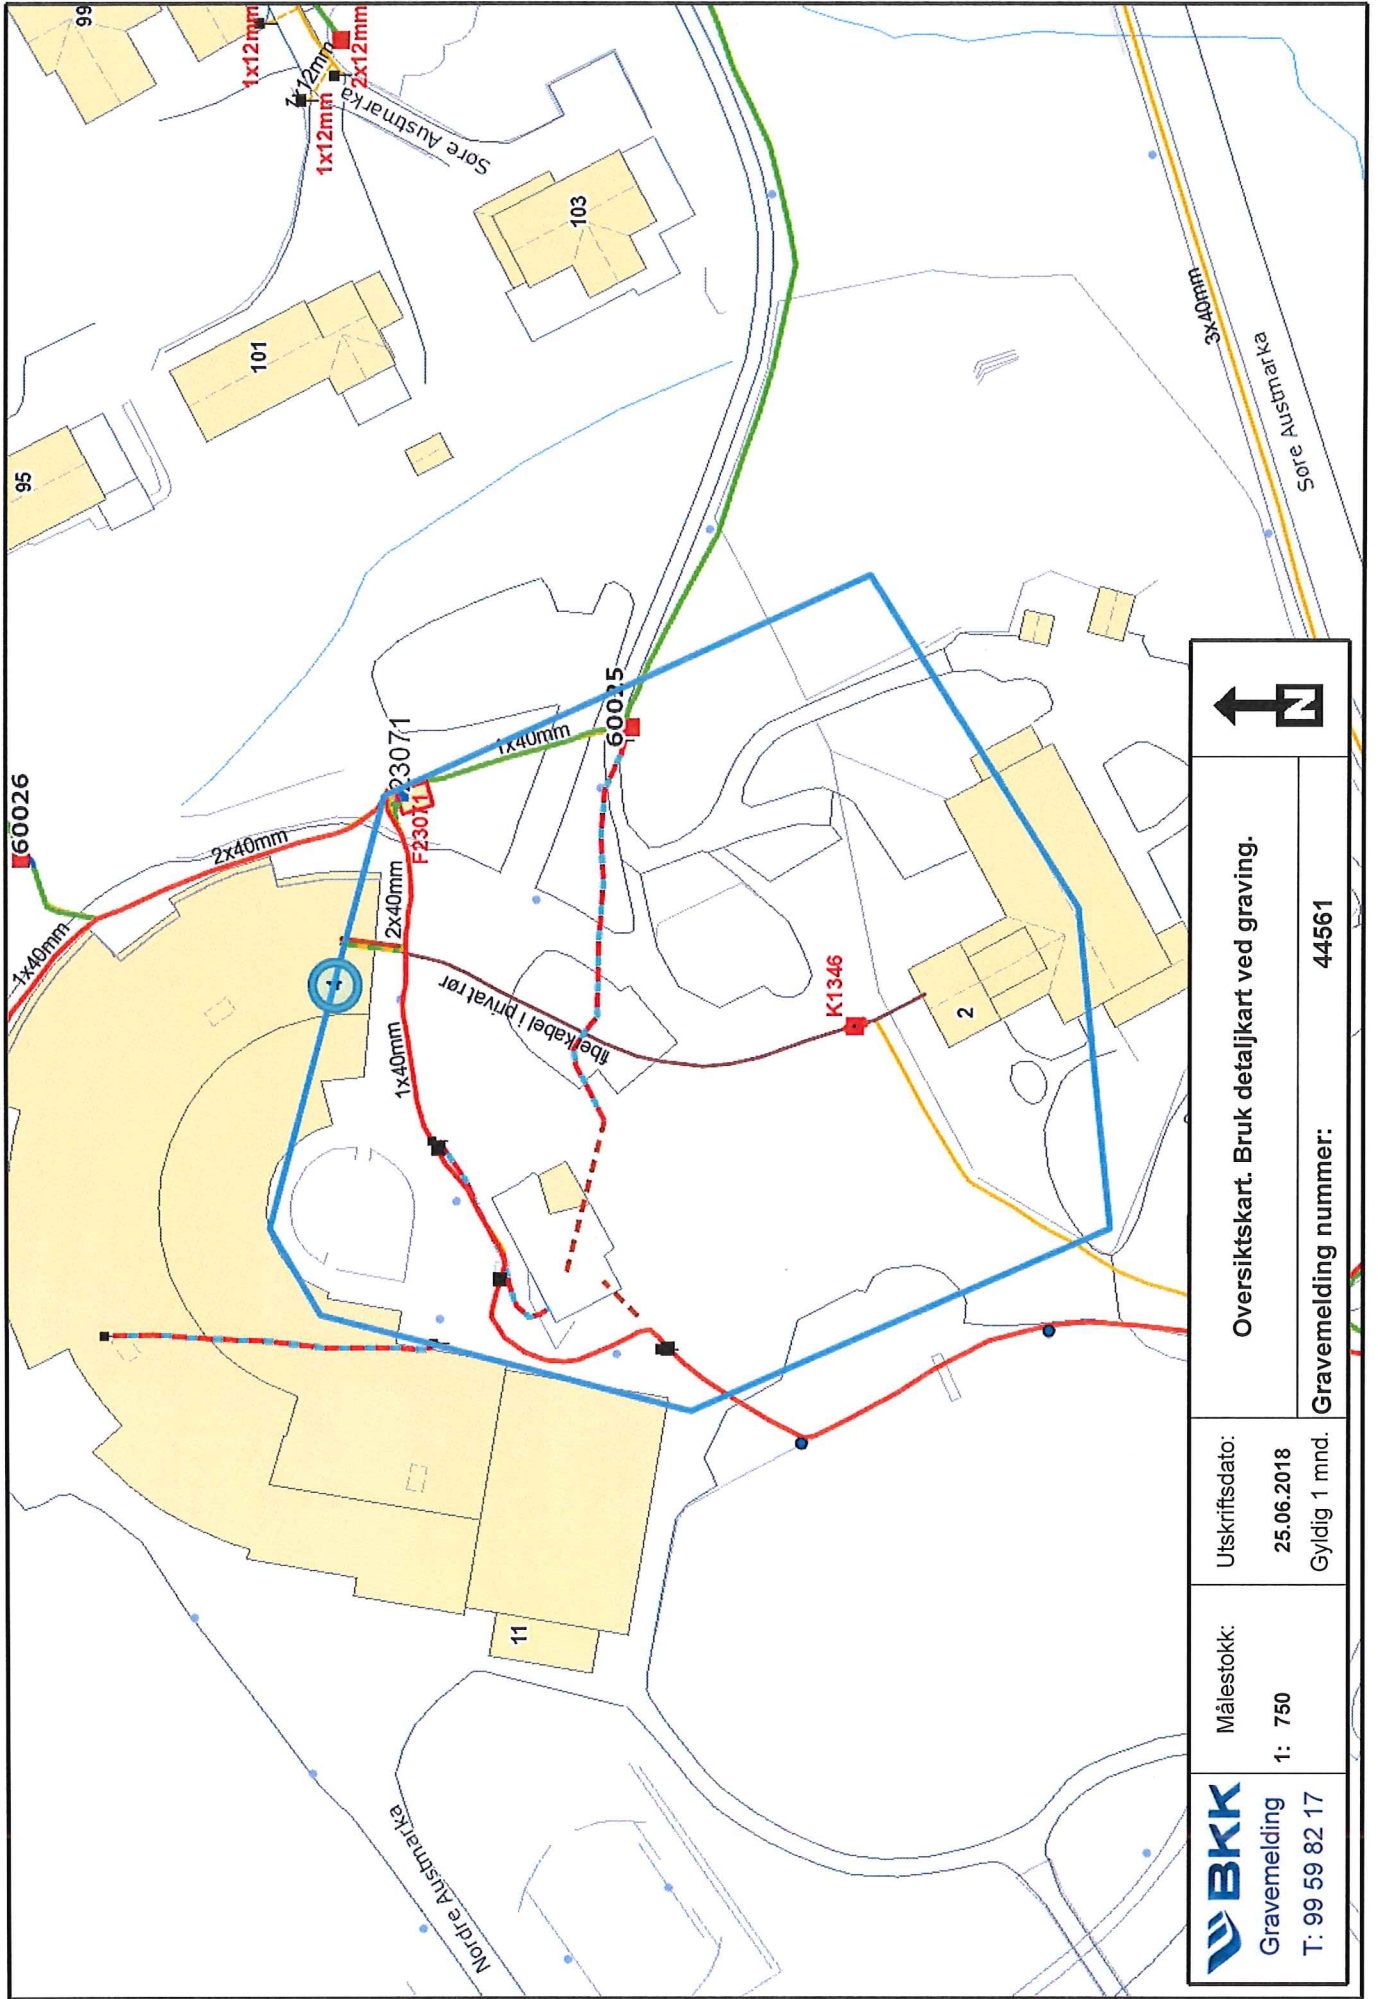 99
1x12mm
2x12mm
1x12mm
Søre Austmarka
103
101
95
3x40mm
Søre Austmarka
60026
2x40mm
1x40mm
23071
F23071
1x40mm
60025
2x40mm
fiberkabel i privat rør
1x40mm
K1346
2
11
Nordre Austmarka
BKK
Gravemelding
T: 99 59 82 17
Målestokk:
1: 750
Utskriftsdato:
25.06.2018
Gyldig 1 mnd.
Oversiktskart. Bruk detaljkart ved graving.
Gravemelding nummer: 44561
N